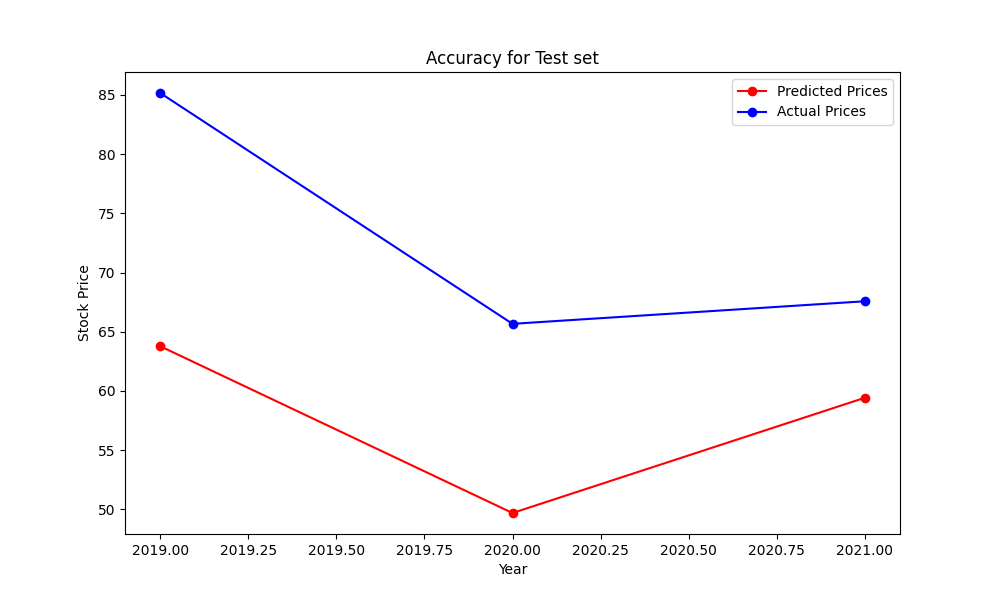 Accuracy for Test set
Predicted Prices
Actual Prices
85
80
75
70
65
60
55
50
Stock Price
2019.00 2019.25 2019.50 2019.75 2020.00 2020.25 2020.50 2020.75 2021.00
Year